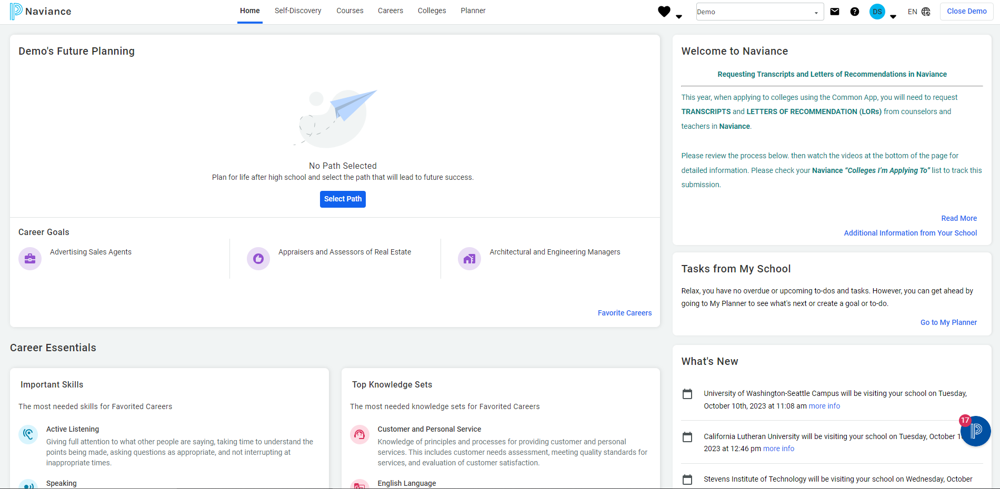 Naviance
Home
Self-Discovery
Courses
Careers
Colleges
Planner
Demo
DS
EN
Close Demo
Demo's Future Planning
No Path Selected
Plan for life after high school and select the path that will lead to future success.
Select Path
Career Goals
Advertising Sales Agents
Appraisers and Assessors of Real Estate
Architectural and Engineering Managers
Favorite Careers
Career Essentials
Important Skills
The most needed skills for Favorited Careers
Active Listening
Giving full attention to what other people are saying, taking time to understand the
points being made, asking questions as appropriate, and not interrupting at
inappropriate times.
Speaking
Top Knowledge Sets
The most needed knowledge sets for Favorited Careers
Customer and Personal Service
Knowledge of principles and processes for providing customer and personal
services. This includes customer needs assessment, meeting quality standards for
services, and evaluation of customer satisfaction.
English Language
Welcome to Naviance
Requesting Transcripts and Letters of Recommendations in Naviance
This year, when applying to colleges using the Common App, you will need to request
TRANSCRIPTS and LETTERS OF RECOMMENDATION (LORs) from counselors and
teachers in Naviance.
Please review the process below. then watch the videos at the bottom of the page for
detailed information. Please check your Naviance “Colleges I’m Applying To” list to track this
submission.
Read More
Additional Information from Your School
Tasks from My School
Relax, you have no overdue or upcoming to-dos and tasks. However, you can get ahead by
going to My Planner to see what's next or create a goal or to-do.
Go to My Planner
What's New
University of Washington-Seattle Campus will be visiting your school on Tuesday,
October 10th, 2023 at 11:08 am more info
17
California Lutheran University will be visiting your school on Tuesday, October
2023 at 12:46 pm more info
Stevens Institute of Technology will be visiting your school on Wednesday, October